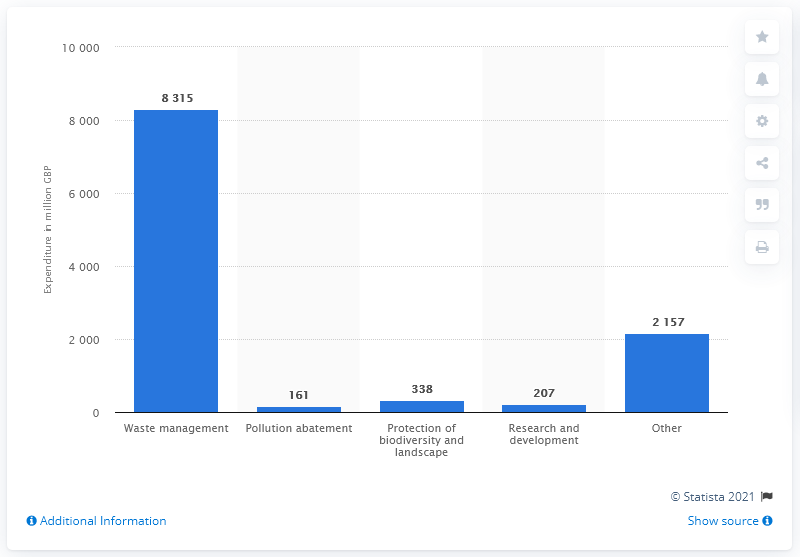 10 000
8 000
6 000
4 000
2 000
0
Expenditure in million GBP
8 315
161
338
207
2 157
Waste management
Pollution abatement
Protection of
biodiversity and
landscape
Research and
development
Other
© Statista 2021
Additional Information
Show source